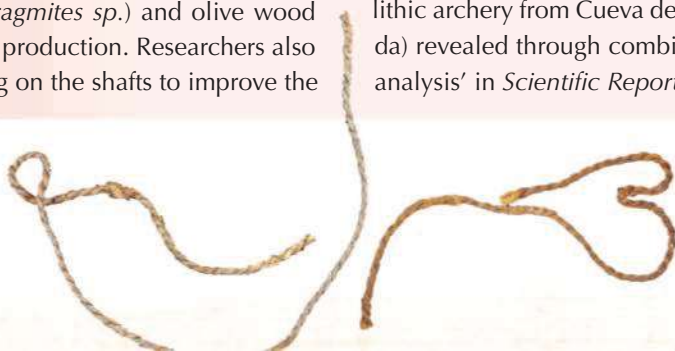 ragmites sp.) and olive wood
production. Researchers also
g on the shafts to improve the
lithic archery from Cueva de
da) revealed through combi
analysis' in Scientific Report